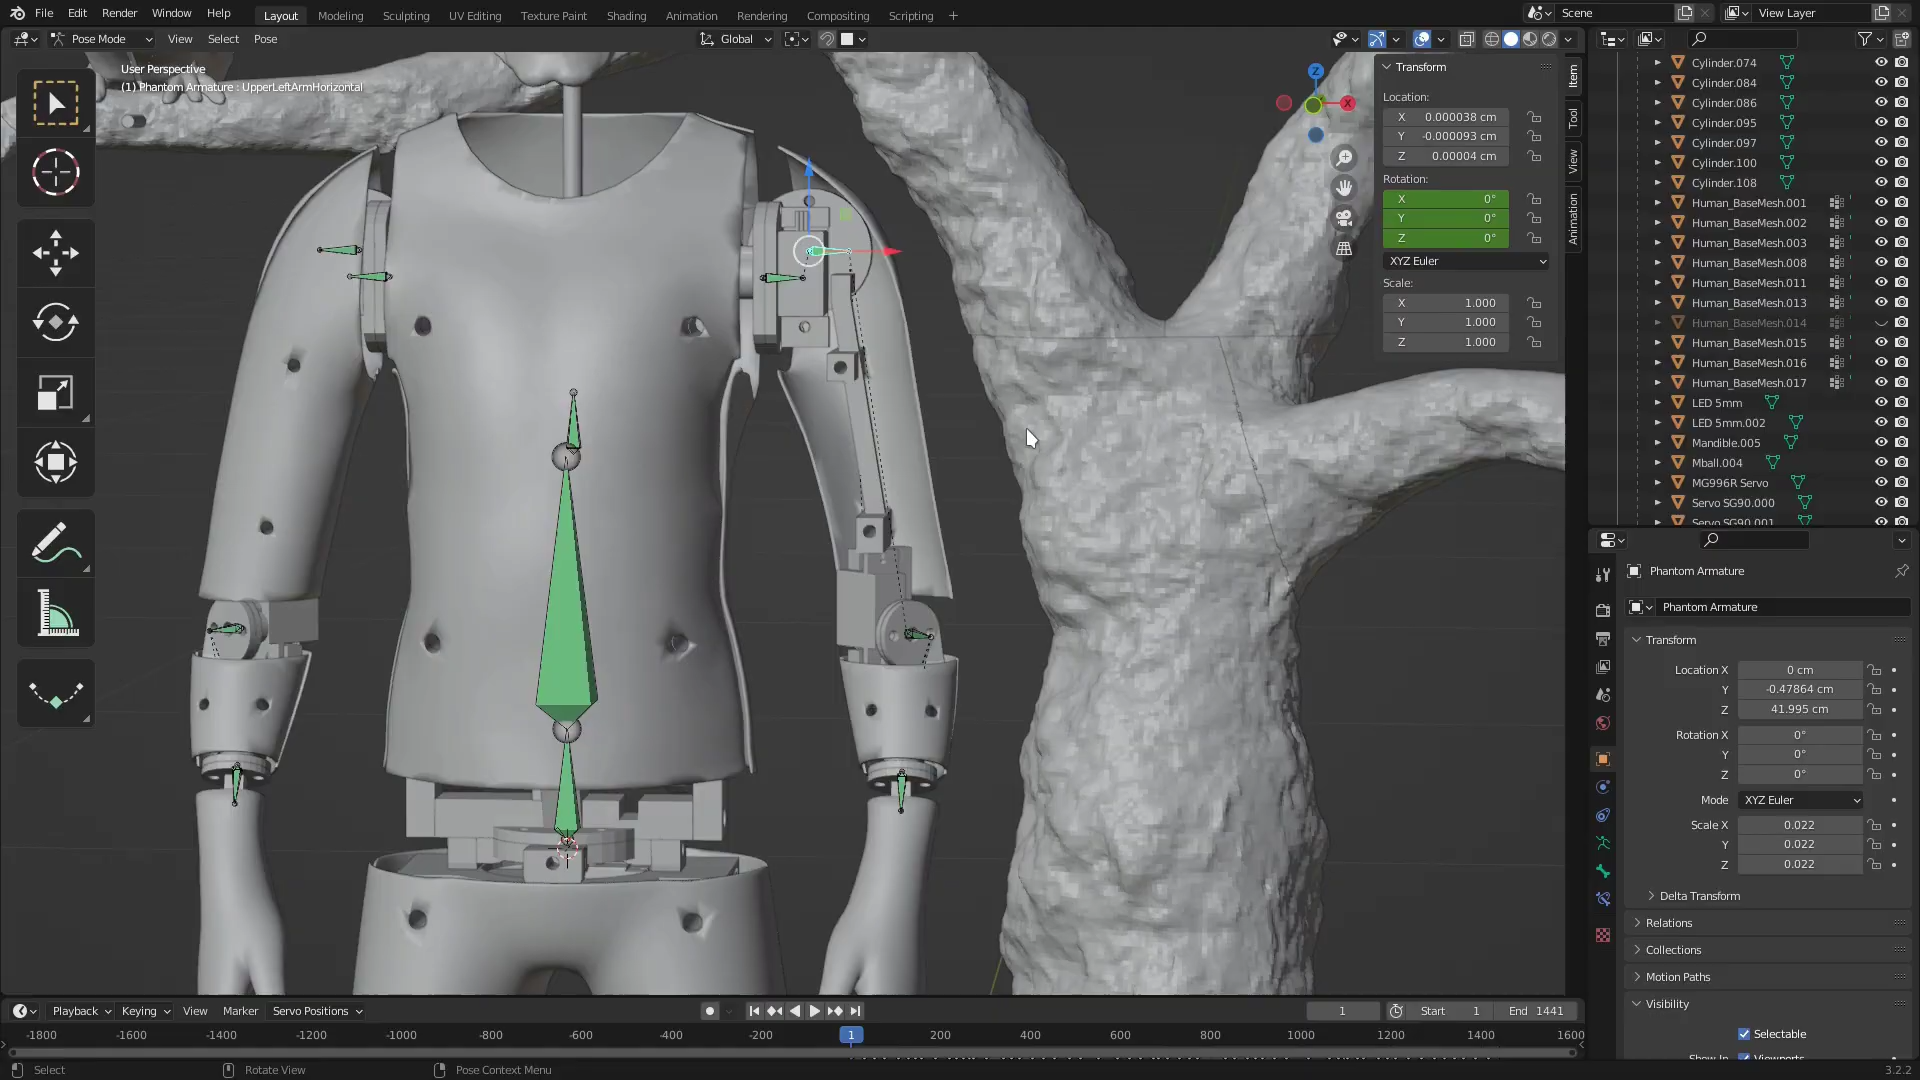 File Edit Render Window Help
Layout Modeling Sculpting UV Editing Texture Paint Shading Animation Rendering Compositing Scripting +
Scene
View Layer
Pose Mode View Select Pose
Global
User Perspective
(1) Phantom Armature : UpperLeftArmHorizontal
Z
X
Transform
Location:
X 0.000038 cm
Y -0.000093 cm
Z 0.00004 cm
Rotation:
X 0°
Y 0°
Z 0°
XYZ Euler
Scale:
X 1.000
Y 1.000
Z 1.000
Item
Tool
View
Animation
Cylinder.074
Cylinder.084
Cylinder.086
Cylinder.095
Cylinder.097
Cylinder.100
Cylinder.108
Human_BaseMesh.001
Human_BaseMesh.002
Human_BaseMesh.003
Human_BaseMesh.008
Human_BaseMesh.011
Human_BaseMesh.013
Human_BaseMesh.014
Human_BaseMesh.015
Human_BaseMesh.016
Human_BaseMesh.017
LED 5mm
LED 5mm.002
Mandible.005
Mball.004
MG996R Servo
Servo SG90.000
Servo SG90.001
Phantom Armature
Phantom Armature
Transform
Location X 0 cm
Y -0.47864 cm
Z 41.995 cm
Rotation X 0°
Y 0°
Z 0°
Mode XYZ Euler
Scale X 0.022
Y 0.022
Z 0.022
Delta Transform
Relations
Collections
Motion Paths
Visibility
Selectable
Show In Viewports
Playback Keying View Marker Servo Positions
1 Start 1 End 1441
-1800 -1600 -1400 -1200 -1000 -800 -600 -400 -200 1 200 400 600 800 1000 1200 1400 1600
Select Rotate View Pose Context Menu
3.2.2